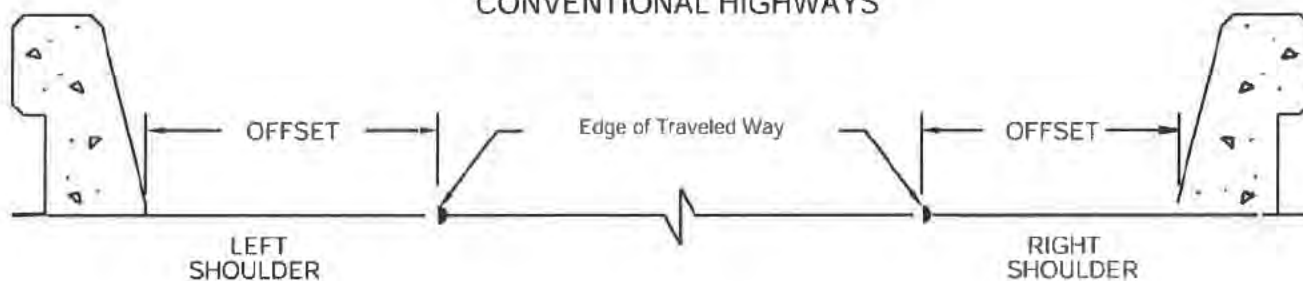 CONVENTIONAL HIGHWAYS
OFFSET
Edge of Traveled Way
OFFSET
LEFT
SHOULDER
RIGHT
SHOULDER